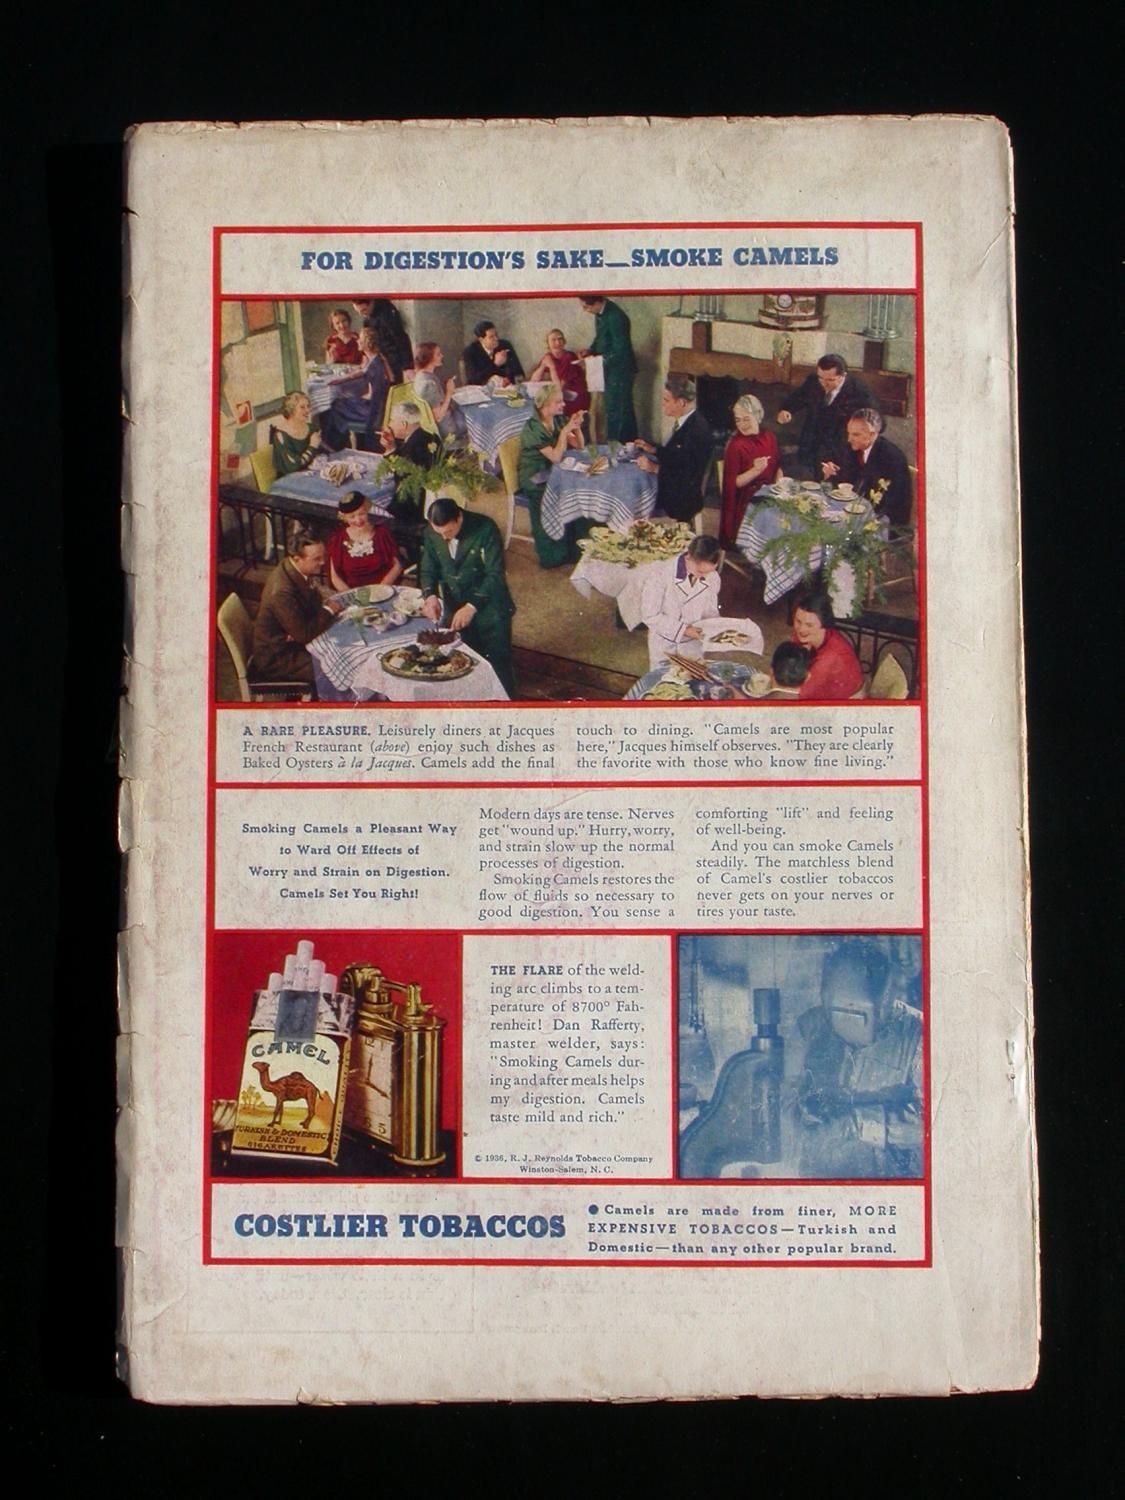 FOR DIGESTION'S SAKE—SMOKE CAMELS
A RARE PLEASURE. Leisurely diners at Jacques
French Restaurant (above) enjoy such dishes as
Baked Oysters à la Jacques. Camels add the final
touch to dining. "Camels are most popular
here," Jacques himself observes. "They are clearly
the favorite with those who know fine living."
Smoking Camels a Pleasant Way
to Ward Off Effects of
Worry and Strain on Digestion.
Camels Set You Right!
Modern days are tense. Nerves
get "wound up." Hurry, worry,
and strain slow up the normal
processes of digestion.
Smoking Camels restores the
flow of fluids so necessary to
good digestion. You sense a
comforting "lift" and feeling
of well-being.
And you can smoke Camels
steadily. The matchless blend
of Camel's costlier tobaccos
never gets on your nerves or
tires your taste.
CAMEL
TURKISH & DOMESTIC
BLEND
CIGARETTES
THE FLARE of the weld-
ing arc climbs to a tem-
perature of 8700° Fah-
renheit! Dan Rafferty,
master welder, says:
"Smoking Camels dur-
ing and after meals helps
my digestion. Camels
taste mild and rich."
© 1936, R. J. Reynolds Tobacco Company
Winston-Salem, N. C.
COSTLIER TOBACCOS
● Camels are made from finer, MORE
EXPENSIVE TOBACCOS—Turkish and
Domestic—than any other popular brand.